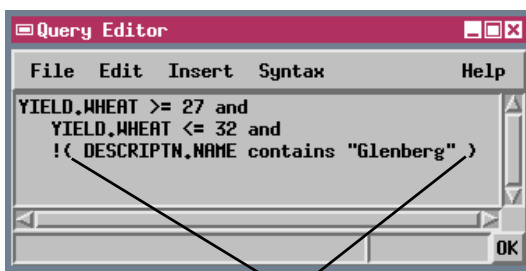 Query Editor
File Edit Insert Syntax Help
YIELD.WHEAT >= 27 and
YIELD.WHEAT <= 32 and
!( DESCRIPTN.NAME contains "Glenberg" )
OK